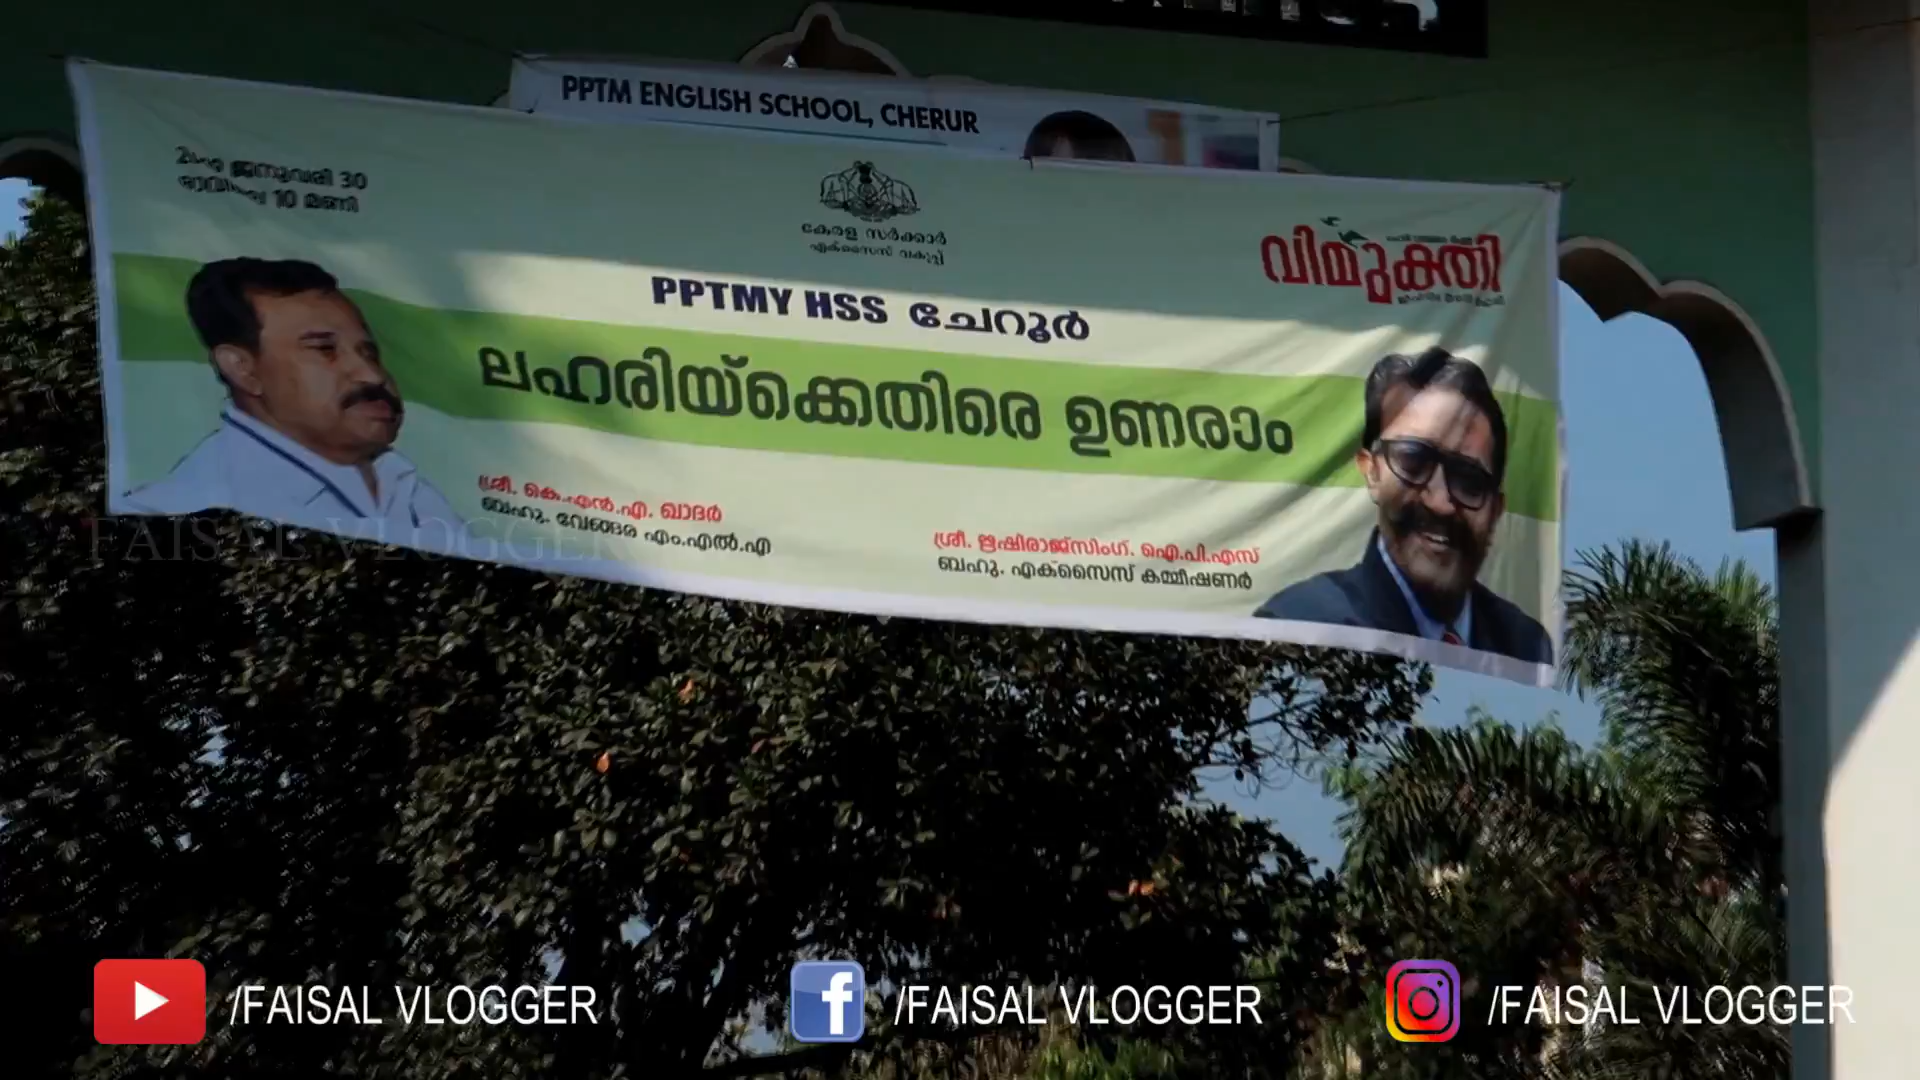 PPTM ENGLISH SCHOOL, CHERUR
ജനുവരി 30
10 മണി
കേരള സർക്കാർ
എക്സൈസ് വകുപ്പ്
വിമുക്തി
PPTMY HSS ചേറൂർ
ലഹരിയ്ക്കെതിരെ ഉണരാം
ശ്രീ. കെ.എൻ.എ. ഖാദർ
ബഹു. വേങ്ങര എം.എൽ.എ
ശ്രീ. ഋഷിരാജ്സിംഗ്. ഐ.പി.എസ്
ബഹു. എക്സൈസ് കമ്മീഷണർ
FAISAL VLOGGER
/FAISAL VLOGGER
/FAISAL VLOGGER
/FAISAL VLOGGER